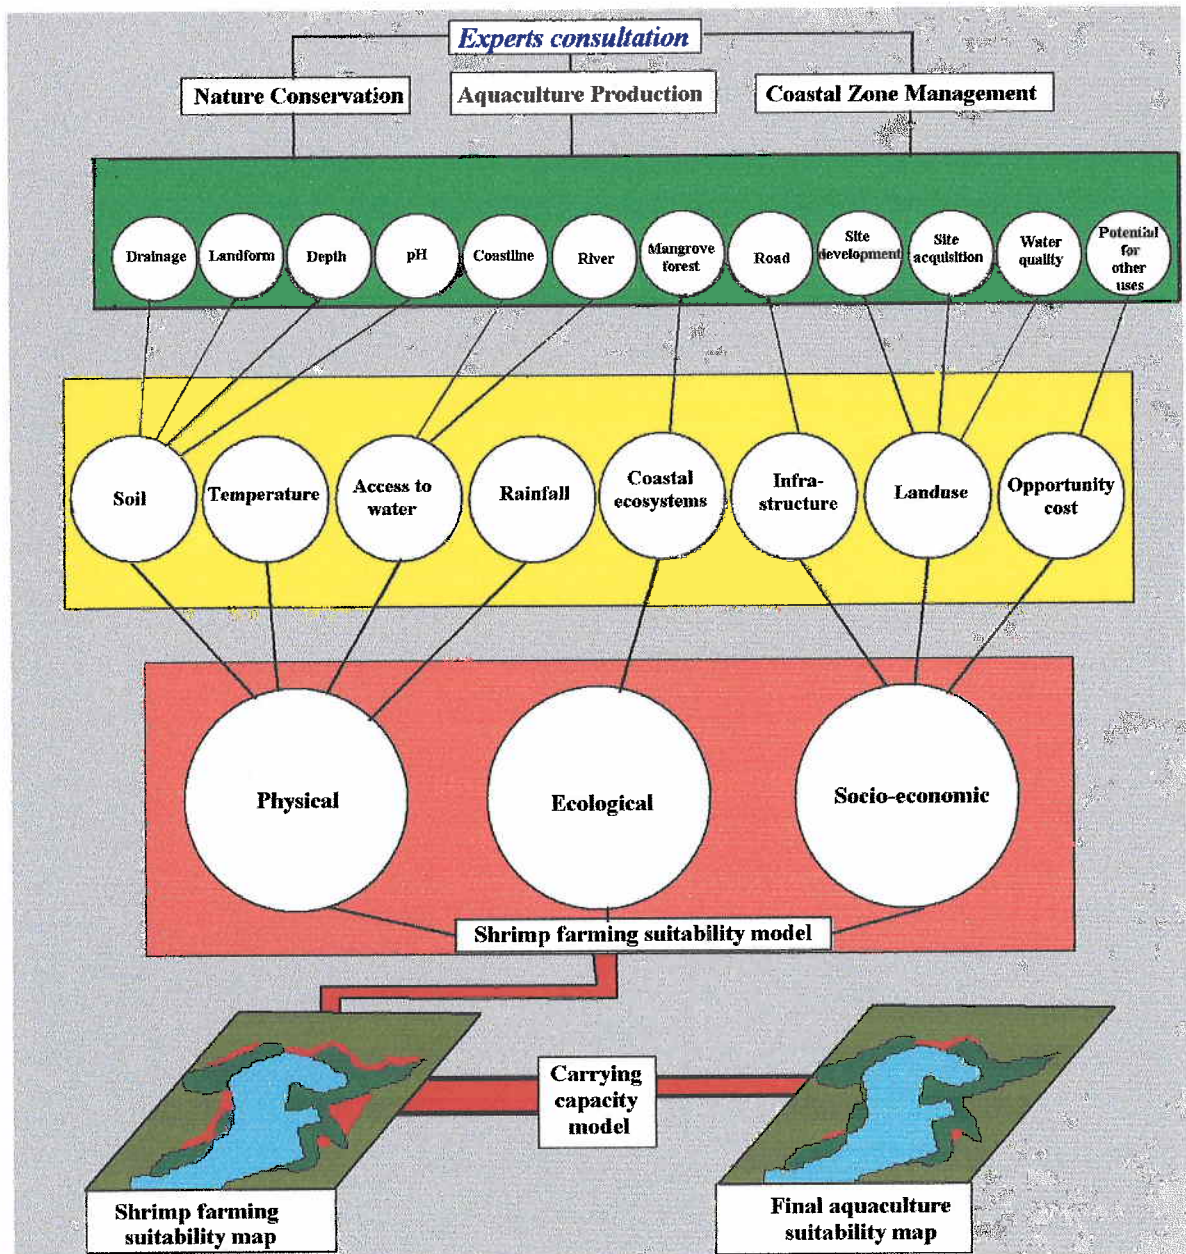 Experts consultation
Nature Conservation
Aquaculture Production
Coastal Zone Management
Drainage
Landform
Depth
pH
Coastline
River
Mangrove
forest
Road
Site
development
Site
acquisition
Water
quality
Potential
for
other
uses
Soil
Temperature
Access to
water
Rainfall
Coastal
ecosystems
Infra-
structure
Landuse
Opportunity
cost
Physical
Ecological
Socio-economic
Shrimp farming suitability model
Carrying
capacity
model
Shrimp farming
suitability map
Final aquaculture
suitability map